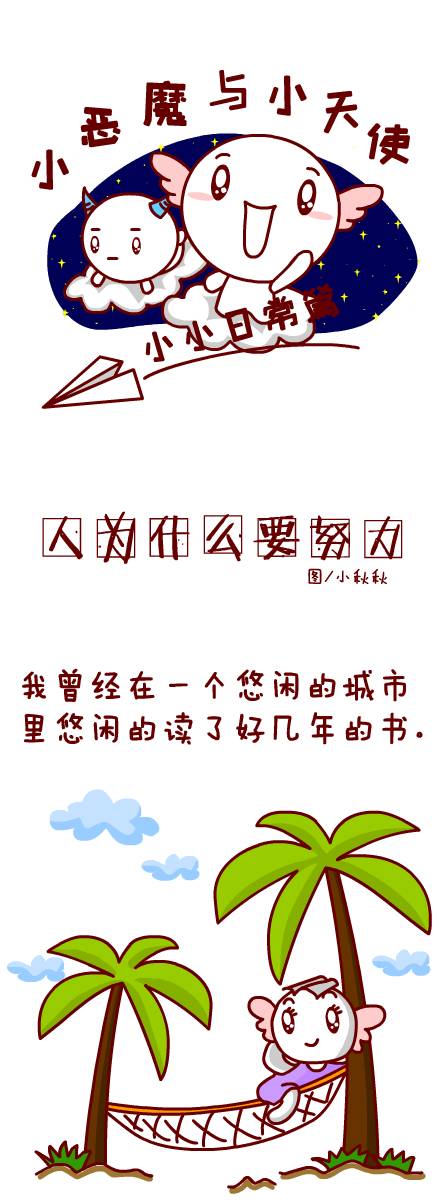 小恶魔与小天使
小小日常篇
人为什么要努力
图/小秋秋
我曾经在一个悠闲的城市
里悠闲的读了好几年的书.